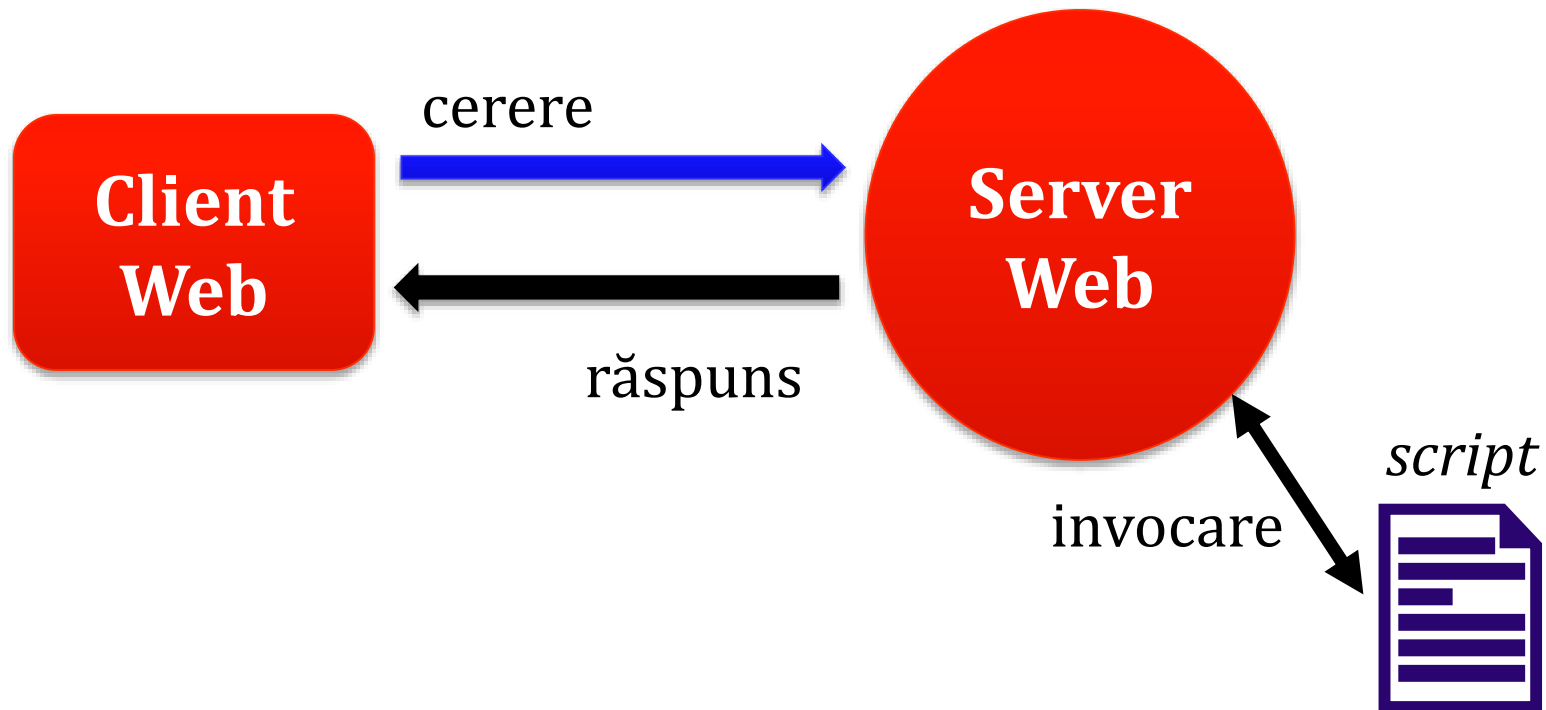 cerere
Client
Web
Server
Web
răspuns
script
invocare